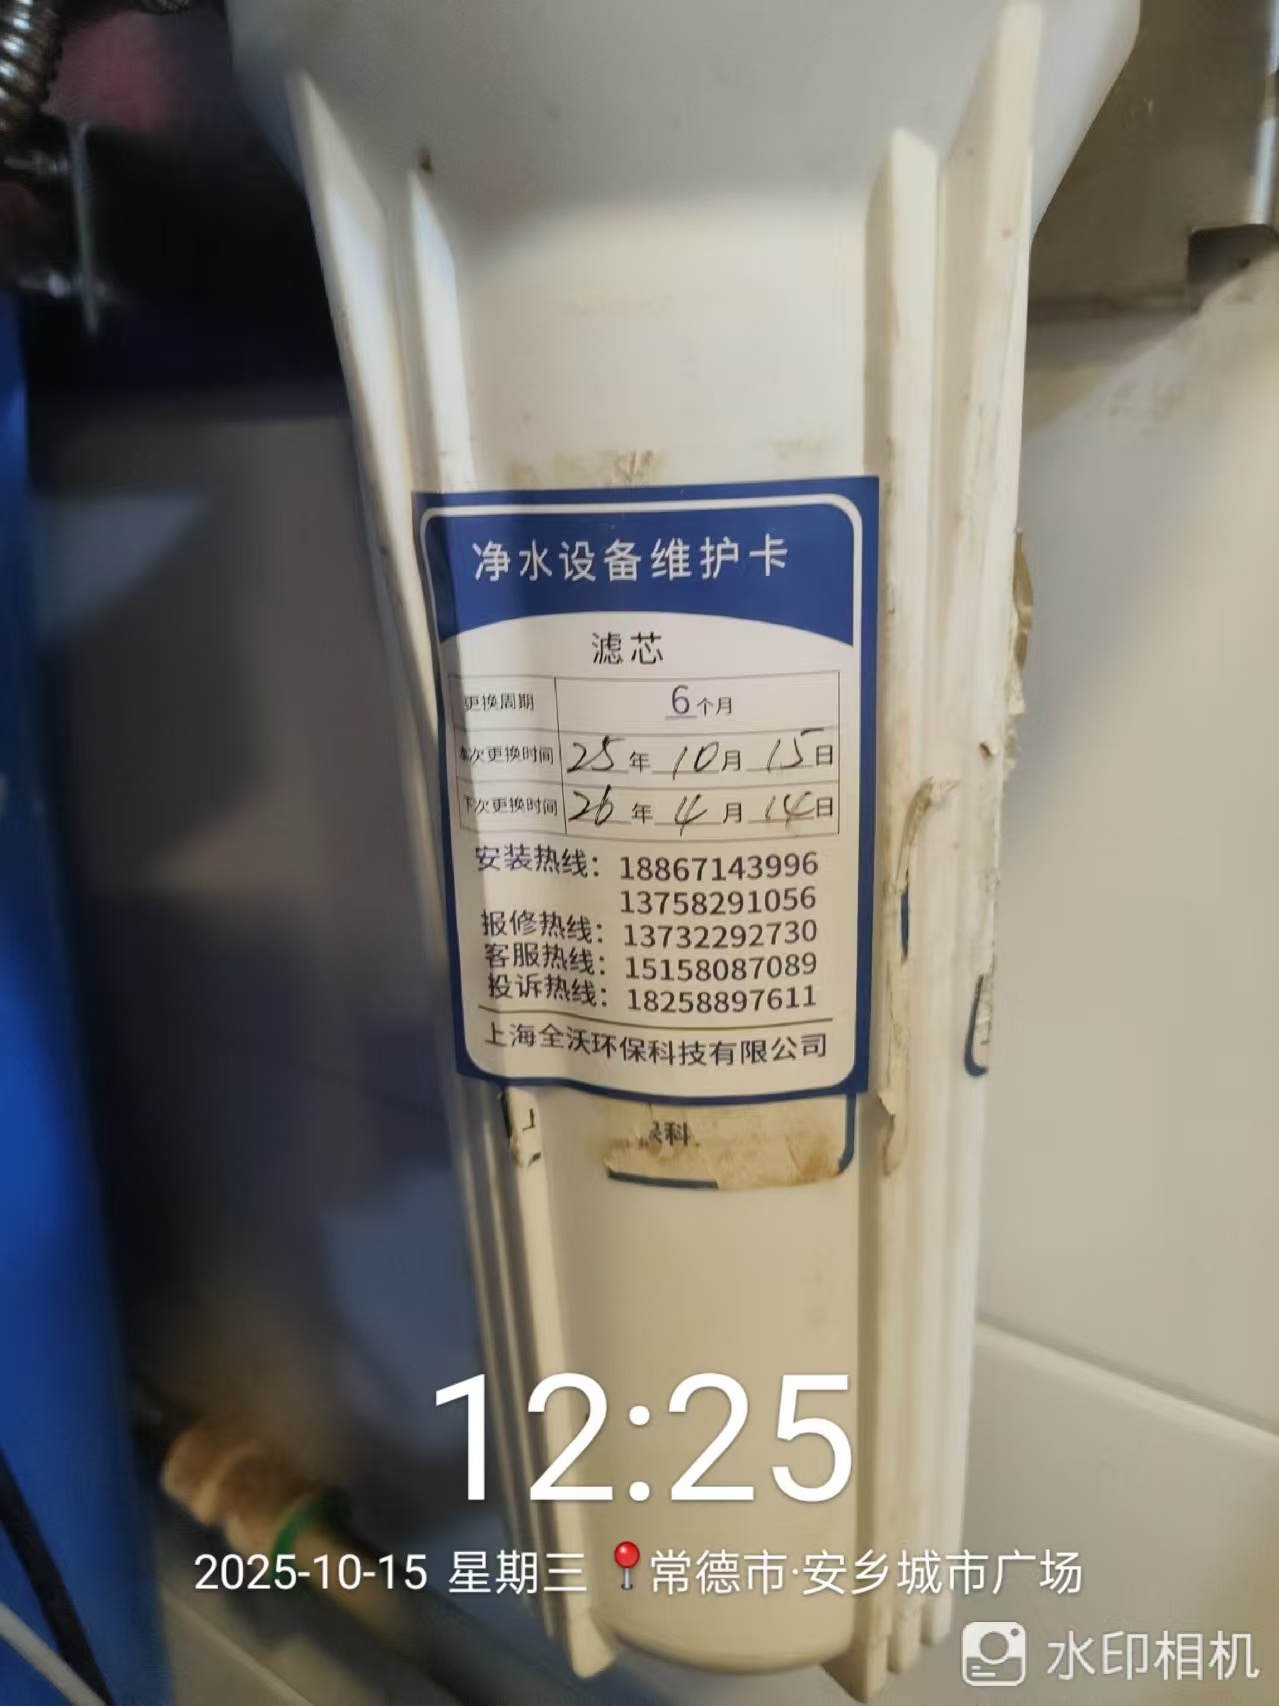 净水设备维护卡
滤芯
更换周期 6个月
本次更换时间 25年10月15日
下次更换时间 26年4月14日
安装热线：18867143996
13758291056
报修热线：13732292730
客服热线：15158087089
投诉热线：18258897611
上海全沃环保科技有限公司
科
12:25
2025-10-15 星期三 📍常德市·安乡城市广场
水印相机